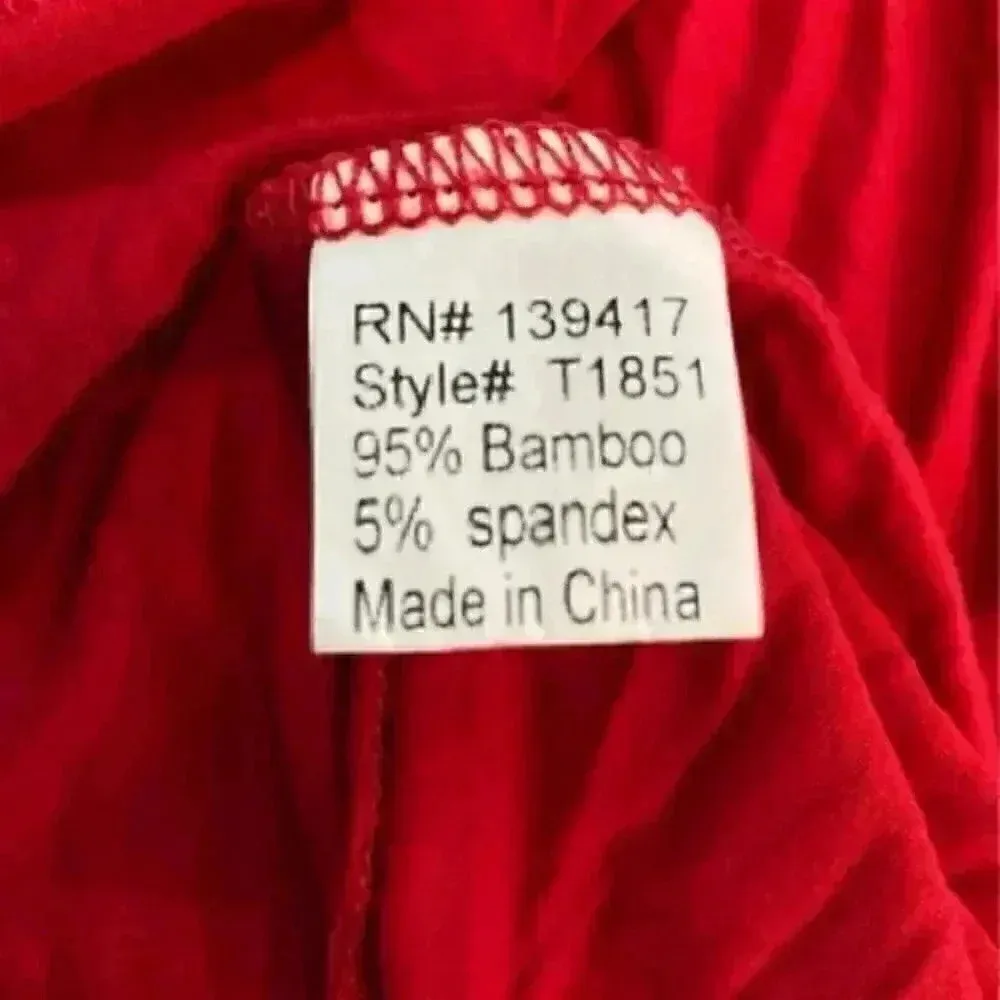 RN# 139417
Style# T1851
95% Bamboo
5% spandex
Made in China